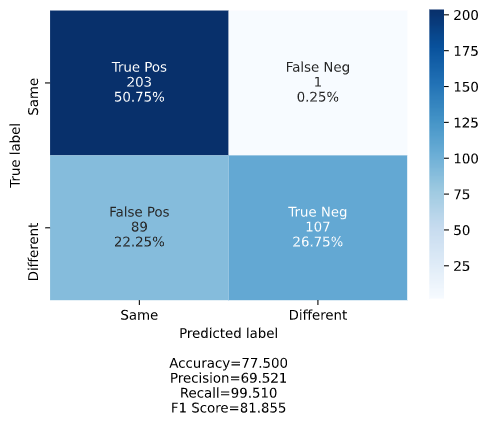 True Pos
203
50.75%
False Neg
1
0.25%
False Pos
89
22.25%
True Neg
107
26.75%
True label
Same
Different
Same
Different
Predicted label
200
175
150
125
100
75
50
25
Accuracy=77.500
Precision=69.521
Recall=99.510
F1 Score=81.855